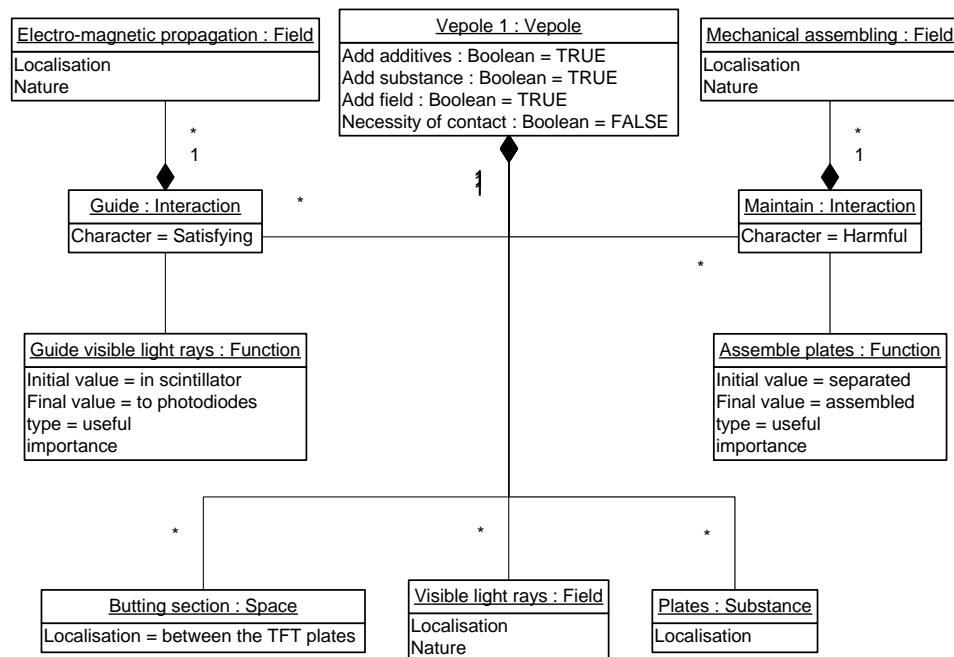 Electro-magnetic propagation : Field
Localisation
Nature
Vepole 1 : Vepole
Add additives : Boolean = TRUE
Add substance : Boolean = TRUE
Add field : Boolean = TRUE
Necessity of contact : Boolean = FALSE
Mechanical assembling : Field
Localisation
Nature
*
1
*
1
1
Guide : Interaction
Character = Satisfying
*
Maintain : Interaction
Character = Harmful
*
Guide visible light rays : Function
Initial value = in scintillator
Final value = to photodiodes
type = useful
importance
Assemble plates : Function
Initial value = separated
Final value = assembled
type = useful
importance
*
*
*
Butting section : Space
Localisation = between the TFT plates
Visible light rays : Field
Localisation
Nature
Plates : Substance
Localisation